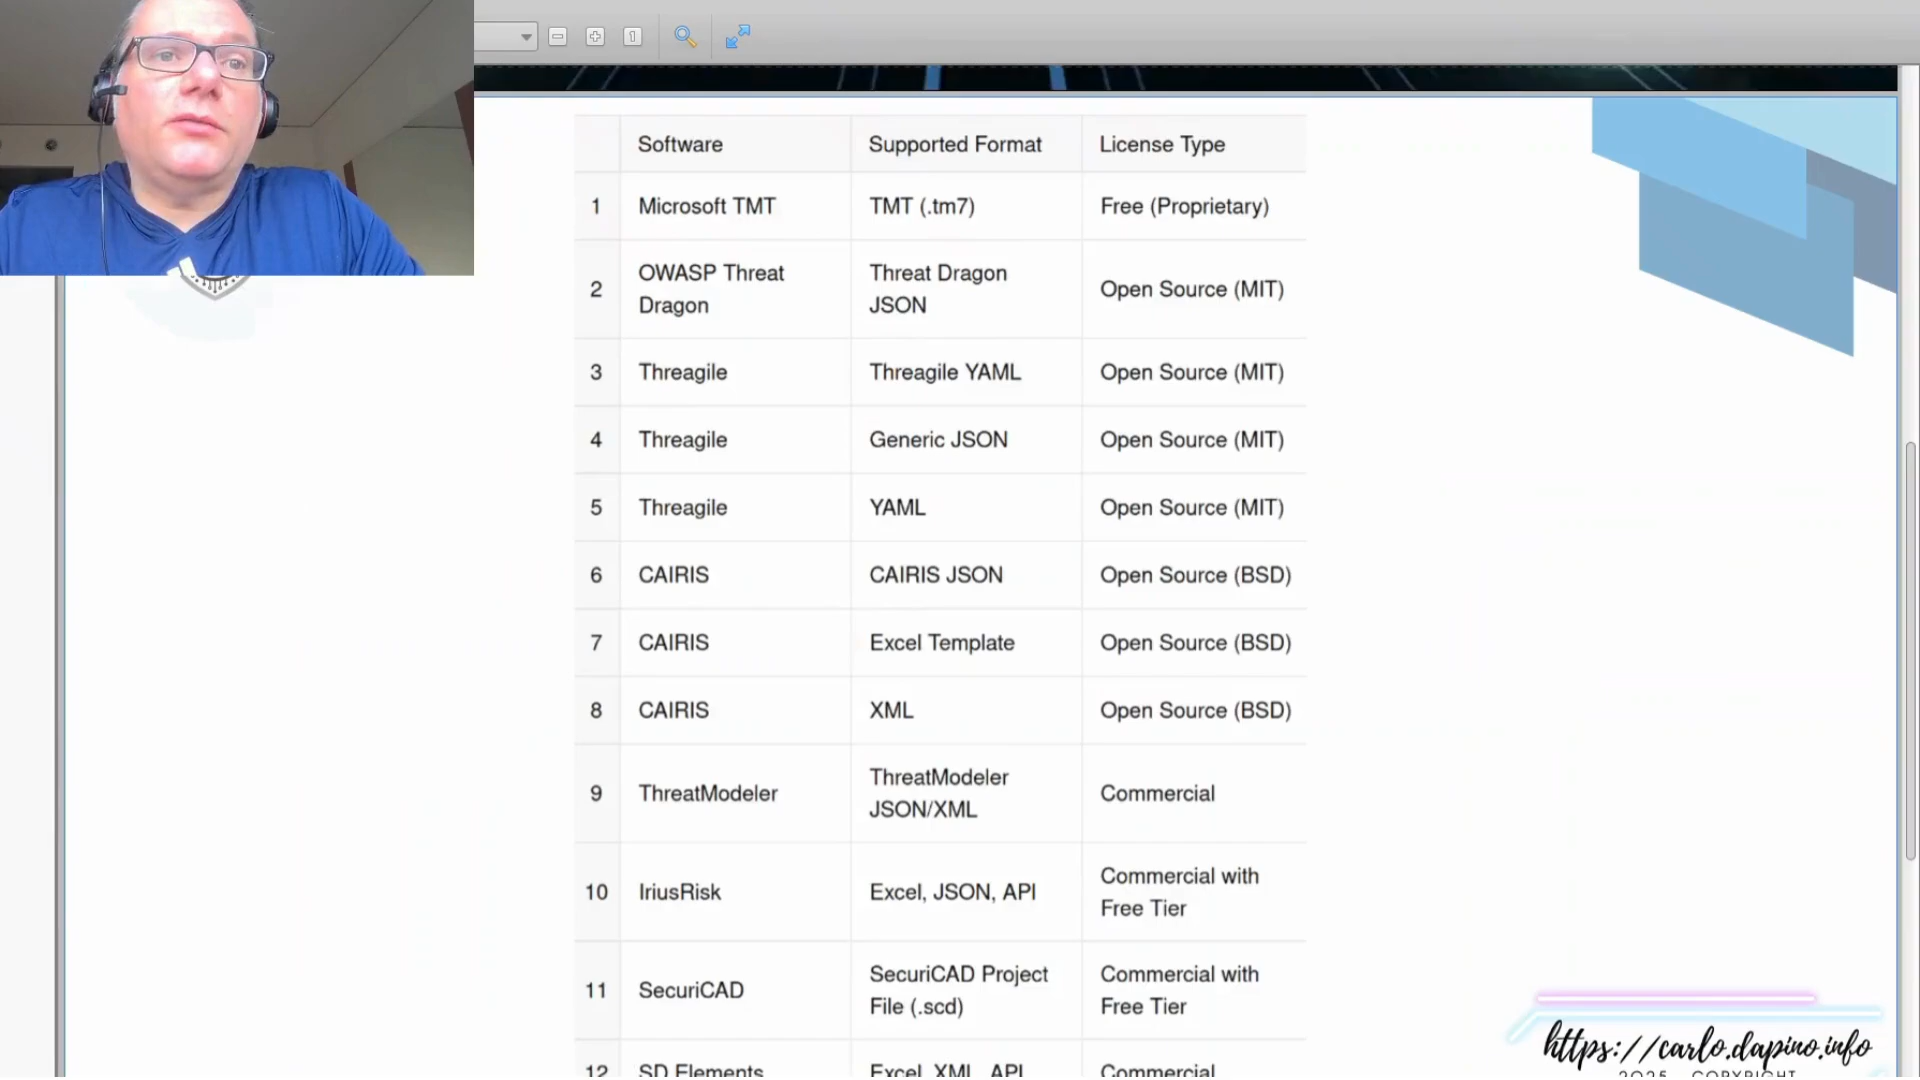 1
Software Supported Format License Type
1 Microsoft TMT TMT (.tm7) Free (Proprietary)
2 OWASP Threat Dragon Threat Dragon JSON Open Source (MIT)
3 Threagile Threagile YAML Open Source (MIT)
4 Threagile Generic JSON Open Source (MIT)
5 Threagile YAML Open Source (MIT)
6 CAIRIS CAIRIS JSON Open Source (BSD)
7 CAIRIS Excel Template Open Source (BSD)
8 CAIRIS XML Open Source (BSD)
9 ThreatModeler ThreatModeler JSON/XML Commercial
10 IriusRisk Excel, JSON, API Commercial with Free Tier
11 SecuriCAD SecuriCAD Project File (.scd) Commercial with Free Tier
12 SD Elements Excel, XML, API Commercial
https://carlo.dapino.info
2025 - COPYRIGHT